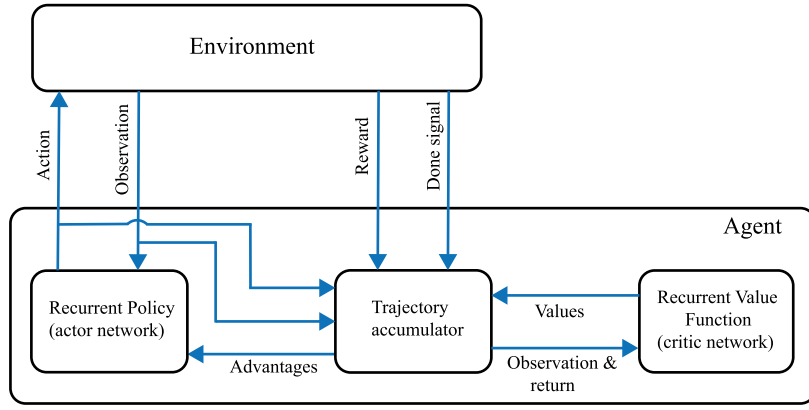 Environment
Action
Observation
Reward
Done signal
Agent
Recurrent Policy
(actor network)
Trajectory
accumulator
Recurrent Value
Function
(critic network)
Values
Advantages
Observation &
return